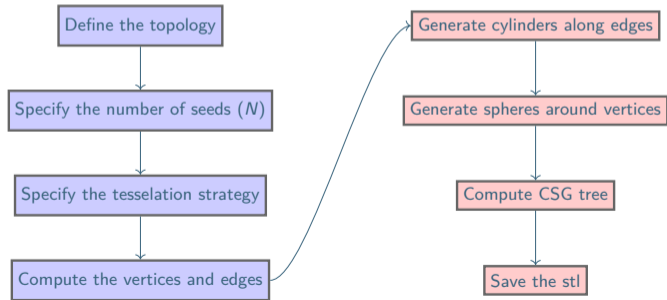 Define the topology
Specify the number of seeds (N)
Specify the tesselation strategy
Compute the vertices and edges
Generate cylinders along edges
Generate spheres around vertices
Compute CSG tree
Save the stl